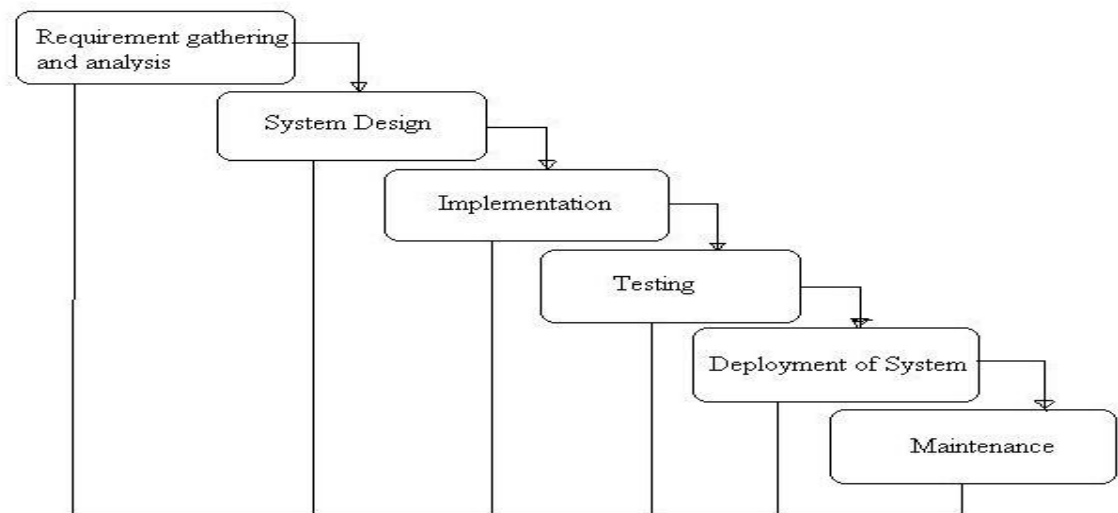 Requirement gathering
and analysis
System Design
Implementation
Testing
Deployment of System
Maintenance